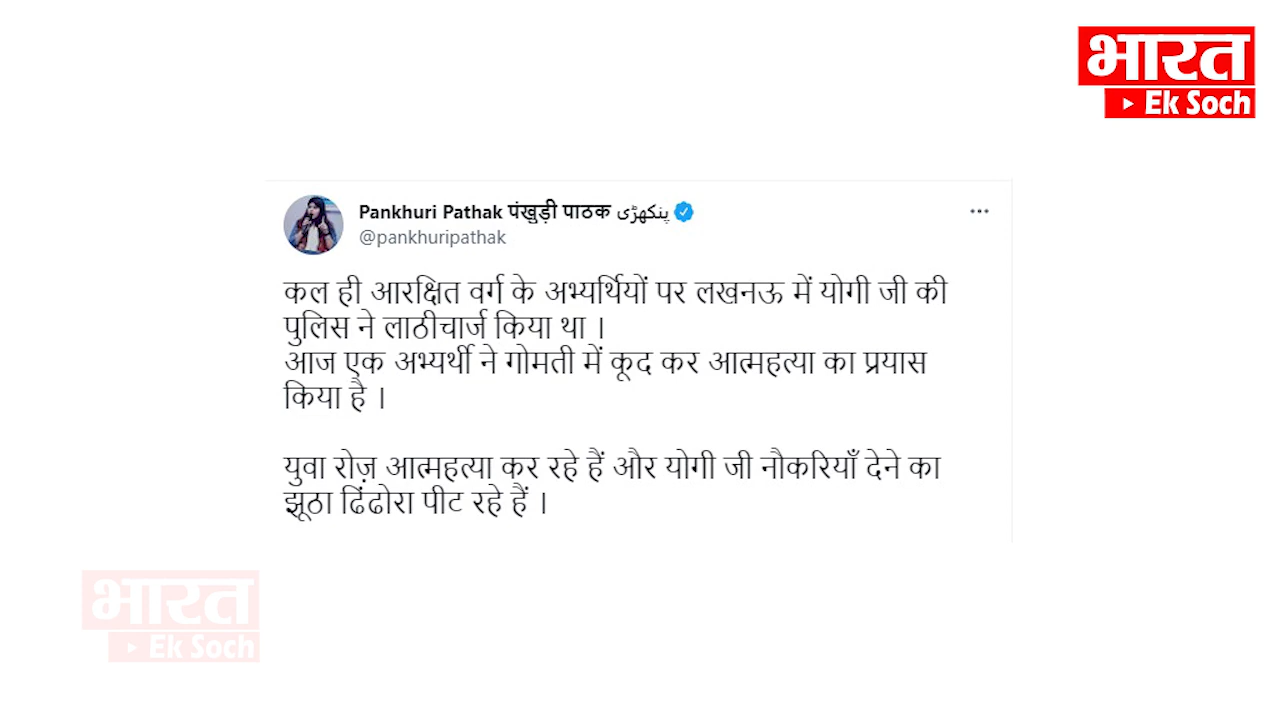 भारत
Ek Soch
Pankhuri Pathak पंखुड़ी पाठक پنکھڑی
@pankhuripathak
कल ही आरक्षित वर्ग के अभ्यर्थियों पर लखनऊ में योगी जी की
पुलिस ने लाठीचार्ज किया था ।
आज एक अभ्यर्थी ने गोमती में कूद कर आत्महत्या का प्रयास
किया है ।
युवा रोज़ आत्महत्या कर रहे हैं और योगी जी नौकरियाँ देने का
झूठा ढिंढोरा पीट रहे हैं ।
भारत
Ek Soch